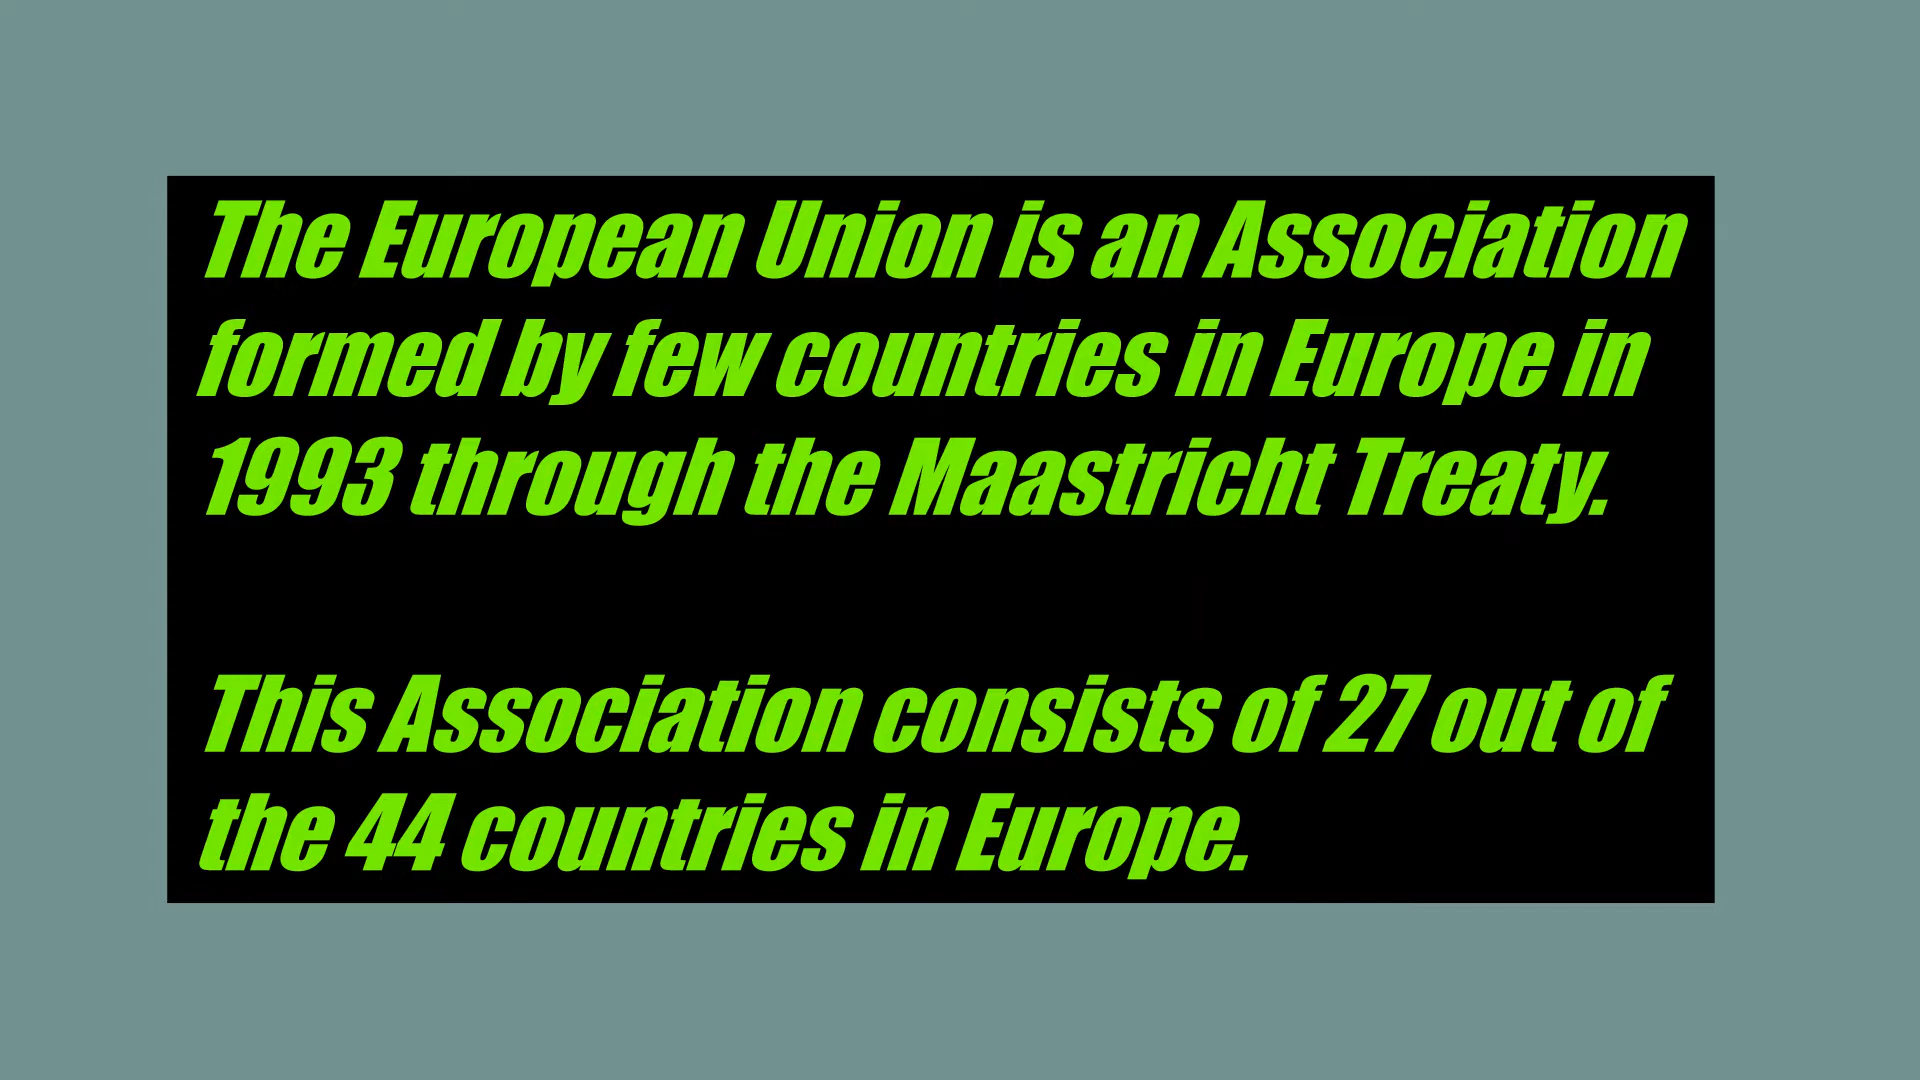 The European Union is an Association
formed by few countries in Europe in
1993 through the Maastricht Treaty.
This Association consists of 27 out of
the 44 countries in Europe.